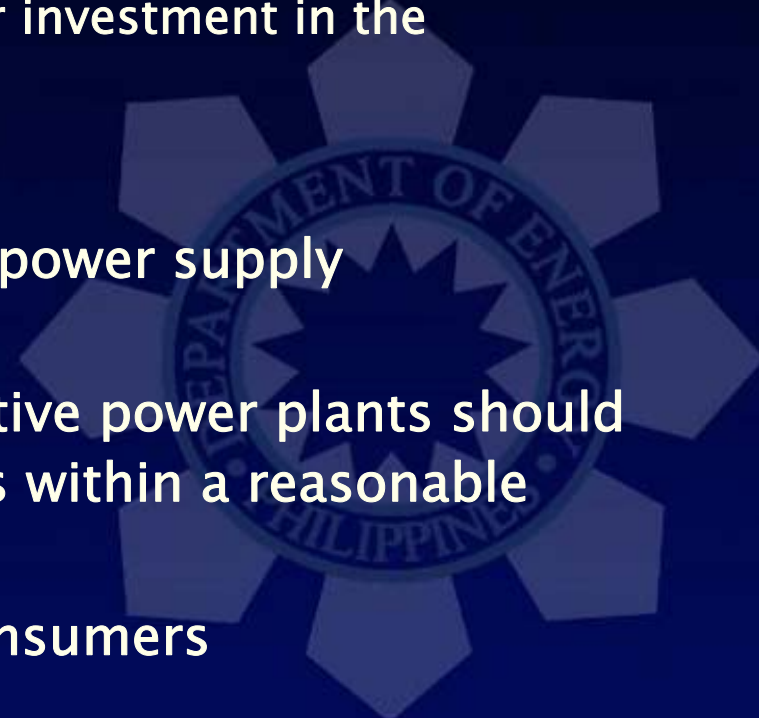 r investment in the
power supply
tive power plants should
s within a reasonable
nsumers
DEPARTMENT OF ENERGY
PHILIPPINES